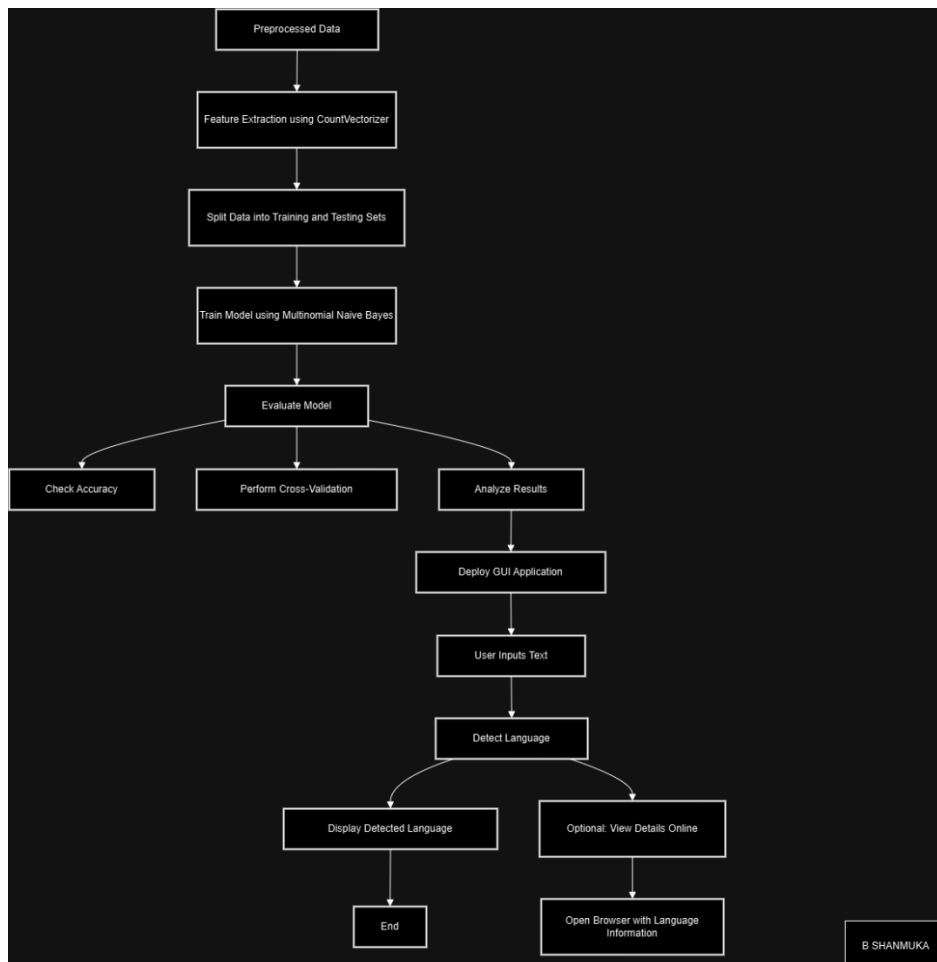 Preprocessed Data
Feature Extraction using CountVectorizer
Split Data into Training and Testing Sets
Train Model using Multinomial Naive Bayes
Evaluate Model
Check Accuracy
Perform Cross-Validation
Analyze Results
Deploy GUI Application
User Inputs Text
Detect Language
Display Detected Language
Optional: View Details Online
End
Open Browser with Language
Information
B SHANMUKA